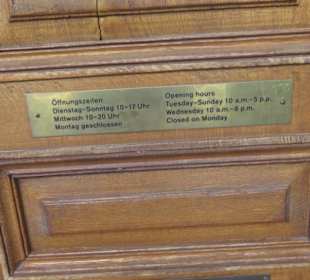 Öffnungszeiten
Dienstag-Sonntag 10-17 Uhr
Mittwoch 10-20 Uhr
Montag geschlossen
Opening hours
Tuesday-Sunday 10 a.m.-5 p.p.
Wednesday 10 a.m.-8 p.m.
Closed on Monday